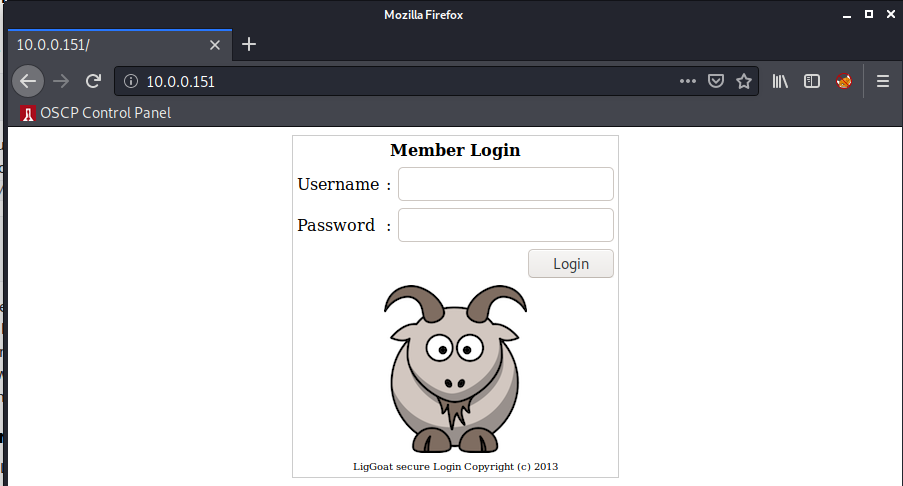 Mozilla Firefox
10.0.0.151/
10.0.0.151
OSCP Control Panel
Member Login
Username :
Password :
Login
LigGoat secure Login Copyright (c) 2013